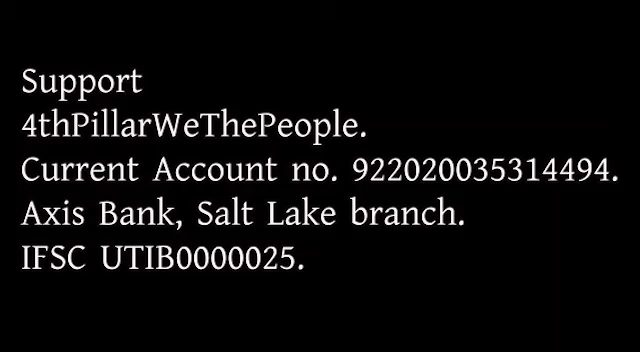 Support
4thPillarWeThePeople.
Current Account no. 922020035314494.
Axis Bank, Salt Lake branch.
IFSC UTIB0000025.